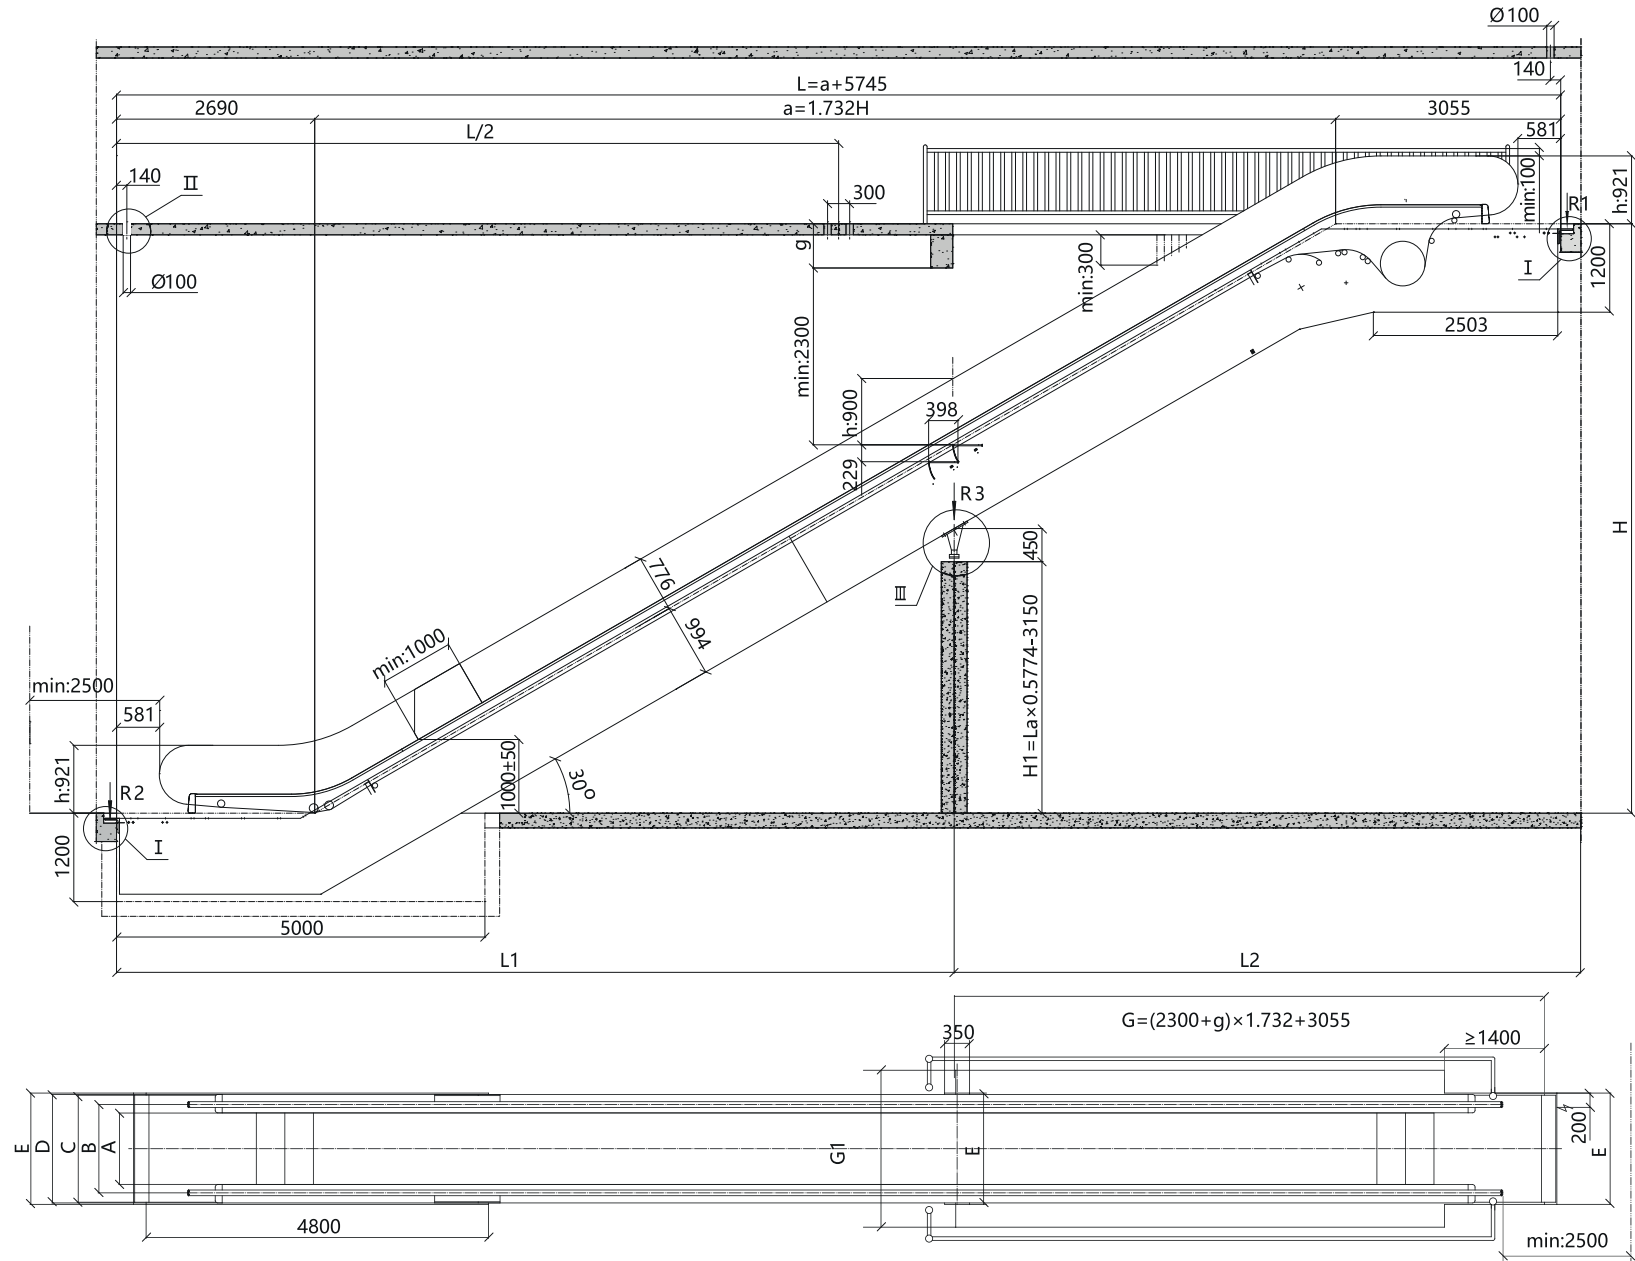 Ø100
140
L=a+5745
2690
a=1.732H
3055
L/2
581
140
II
300
min:100
h:921
R1
g
Ø100
min:300
I
1200
2503
min:2300
h:900
398
229
R3
H
450
III
776
994
min:1000
H1=La×0.5774-3150
min:2500
581
1000±50
30°
h:921
R2
I
1200
5000
L1
L2
G=(2300+g)×1.732+3055
350
≥1400
E
D
C
B
A
G1
E
200
E
4800
min:2500